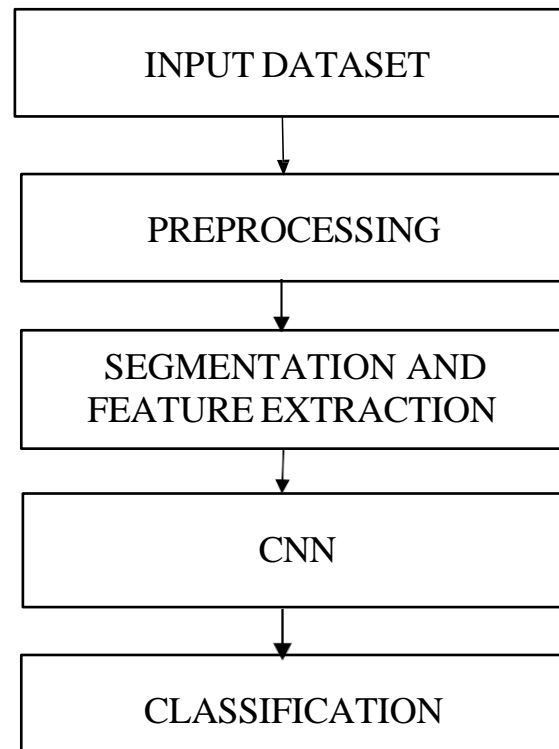 INPUT DATASET
PREPROCESSING
SEGMENTATION AND
FEATURE EXTRACTION
CNN
CLASSIFICATION